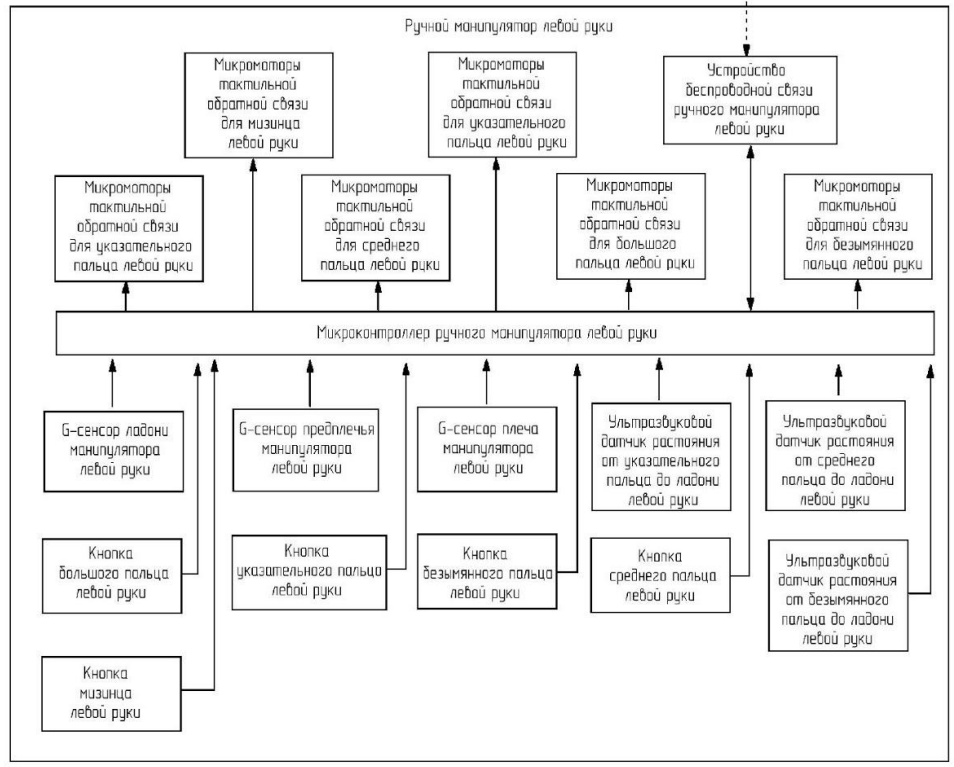 Ручной манипулятор левой руки
Микромоторы
тактильной
обратной связи
для мизинца
левой руки
Микромоторы
тактильной
обратной связи
для указательного
пальца левой руки
Устройство
беспроводной связи
ручного манипулятора
левой руки
Микромоторы
тактильной
обратной связи
для указательного
пальца левой руки
Микромоторы
тактильной
обратной связи
для среднего
пальца левой руки
Микромоторы
тактильной
обратной связи
для большого
пальца левой руки
Микромоторы
тактильной
обратной связи
для безымянного
пальца левой руки
Микроконтроллер ручного манипулятора левой руки
G-сенсор ладони
манипулятора
левой руки
G-сенсор предплечья
манипулятора
левой руки
G-сенсор плеча
манипулятора
левой руки
Ультразвуковой
датчик растояния
от указательного
пальца до ладони
левой руки
Ультразвуковой
датчик растояния
от среднего
пальца до ладони
левой руки
Кнопка
большого пальца
левой руки
Кнопка
указательного пальца
левой руки
Кнопка
безымянного пальца
левой руки
Кнопка
среднего пальца
левой руки
Ультразвуковой
датчик растояния
от безымянного
пальца до ладони
левой руки
Кнопка
мизинца
левой руки